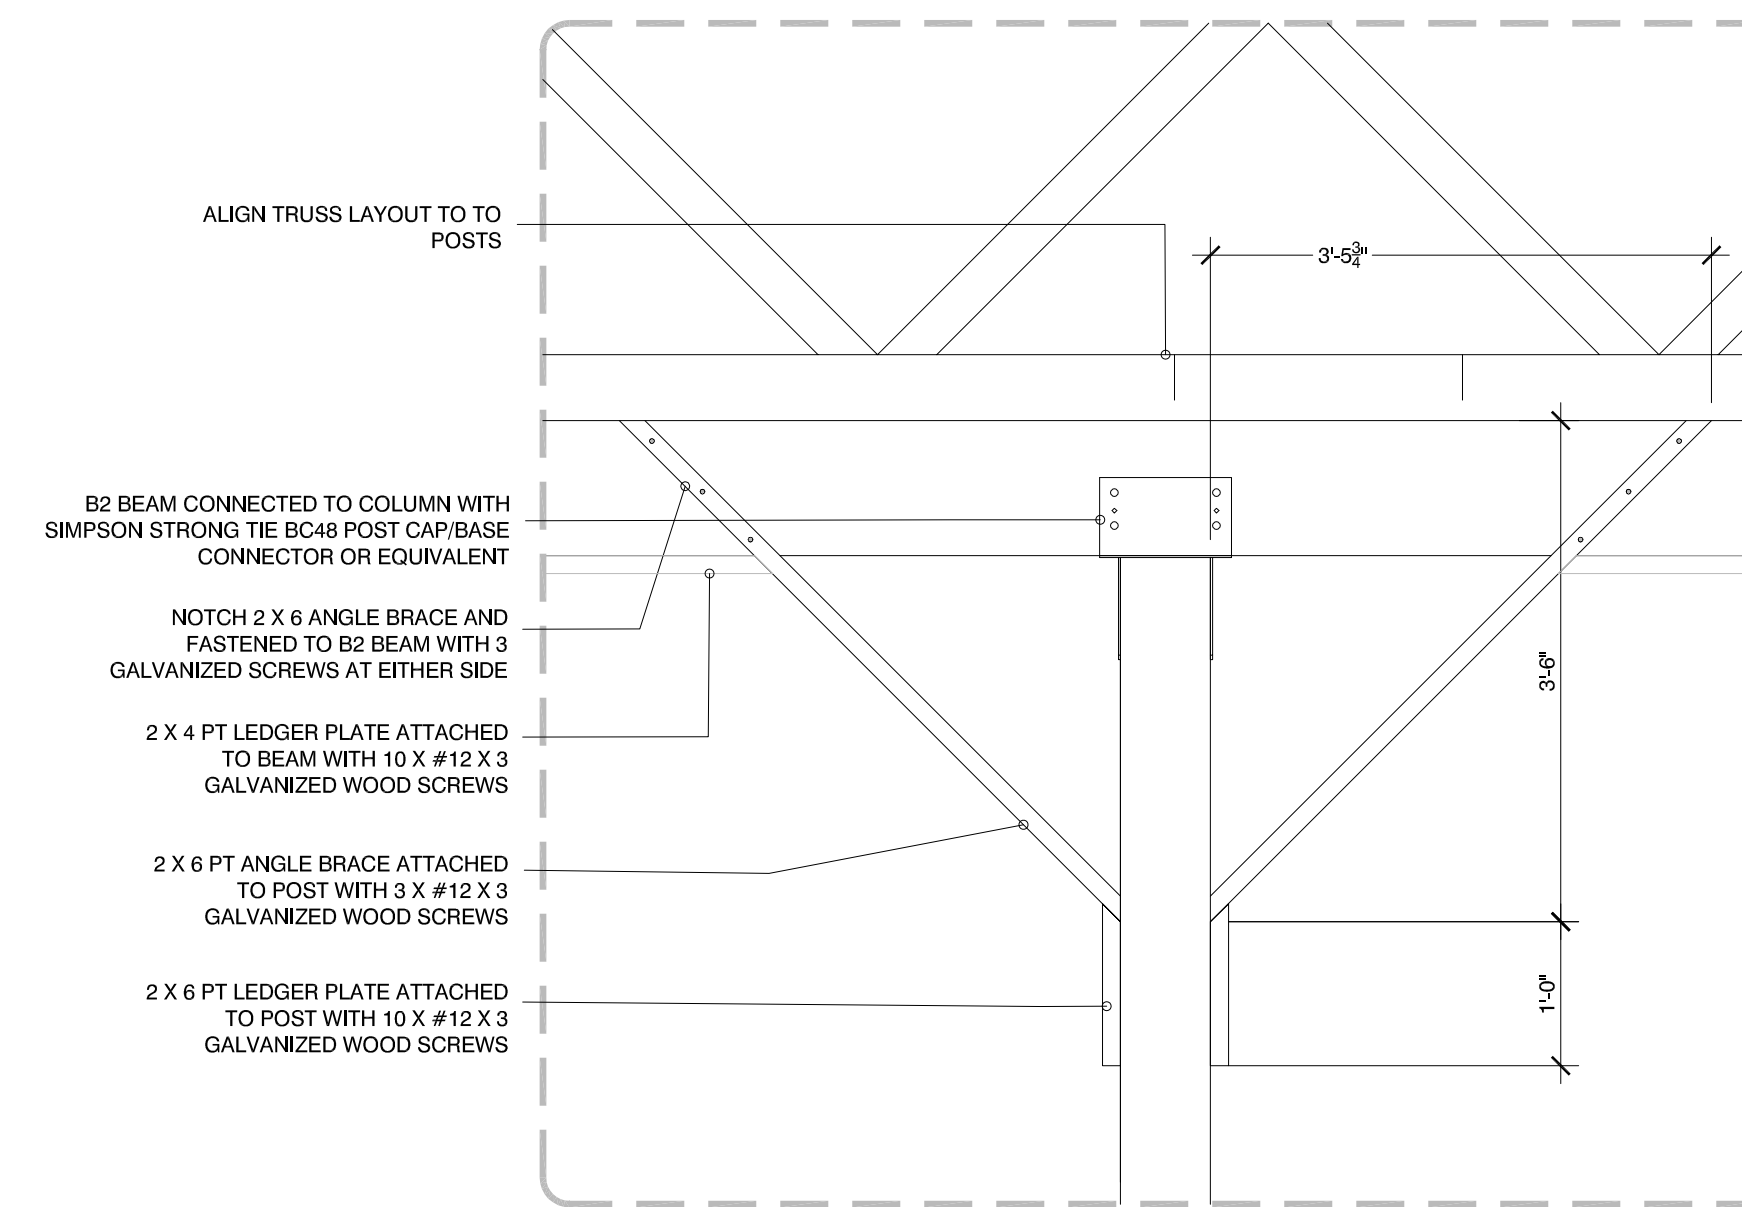 ALIGN TRUSS LAYOUT TO TO
POSTS
3'-5 3/4"
B2 BEAM CONNECTED TO COLUMN WITH
SIMPSON STRONG TIE BC48 POST CAP/BASE
CONNECTOR OR EQUIVALENT
NOTCH 2 X 6 ANGLE BRACE AND
FASTENED TO B2 BEAM WITH 3
GALVANIZED SCREWS AT EITHER SIDE
3'-6"
2 X 4 PT LEDGER PLATE ATTACHED
TO BEAM WITH 10 X #12 X 3
GALVANIZED WOOD SCREWS
2 X 6 PT ANGLE BRACE ATTACHED
TO POST WITH 3 X #12 X 3
GALVANIZED WOOD SCREWS
2 X 6 PT LEDGER PLATE ATTACHED
TO POST WITH 10 X #12 X 3
GALVANIZED WOOD SCREWS
1'-0"